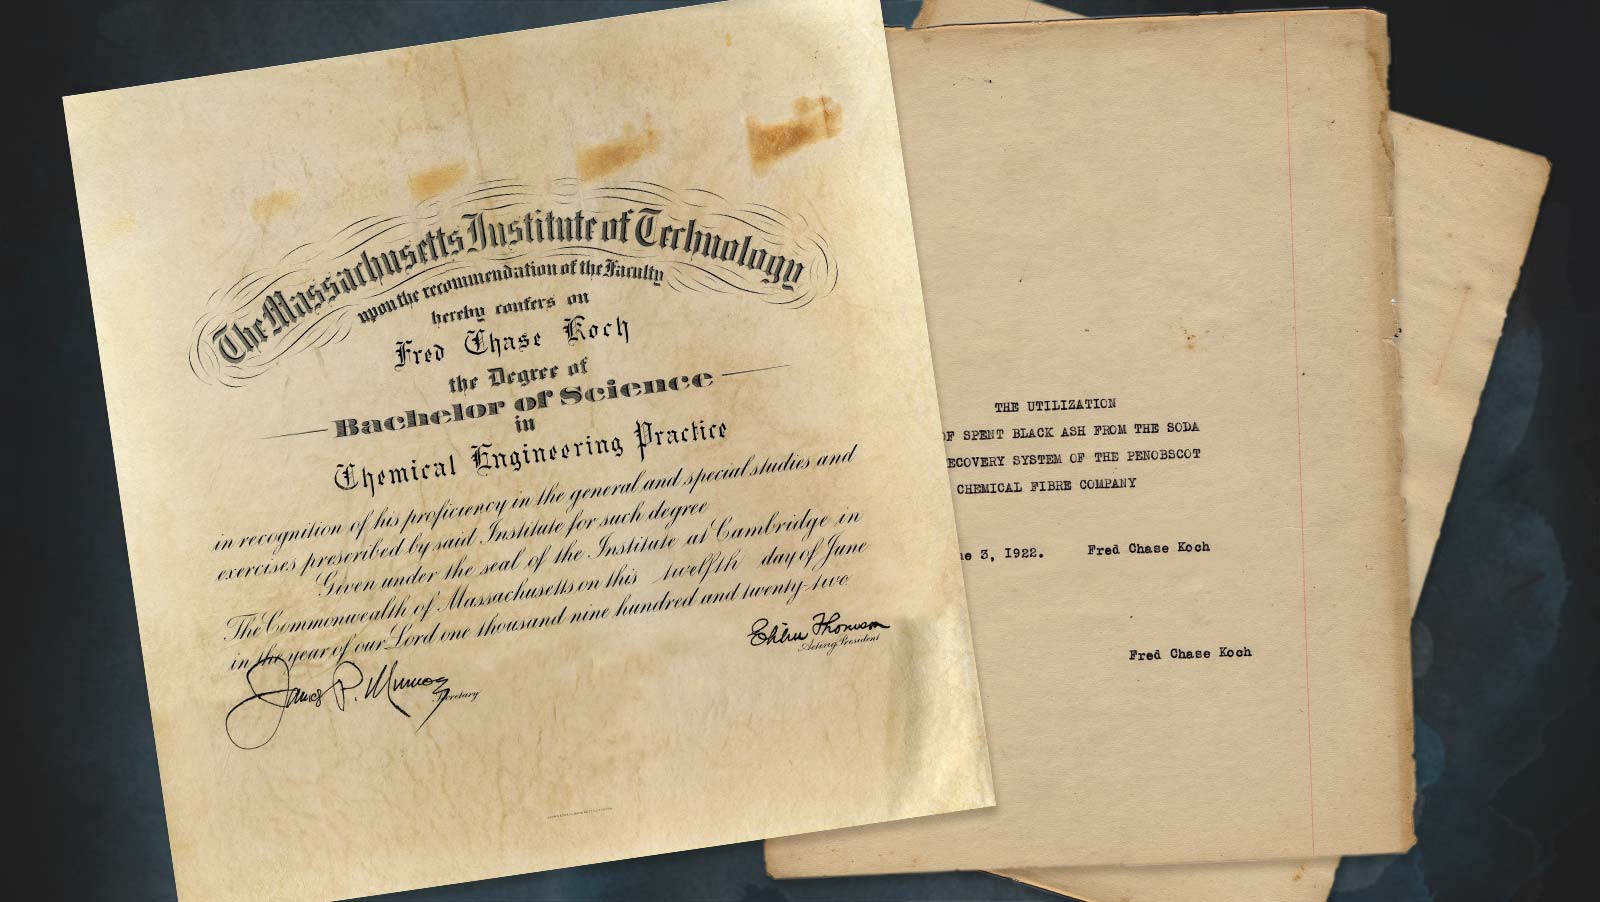 The Massachusetts Institute of Technology
upon the recommendation of the Faculty
hereby confers on
Fred Chase Koch
the Degree of
Bachelor of Science
in
Chemical Engineering Practice
in recognition of his proficiency in the general and special studies and
exercises prescribed by said Institute for such degree
Given under the seal of the Institute at Cambridge in
The Commonwealth of Massachusetts on this twelfth day of June
in the year of our Lord one thousand nine hundred and twenty-two
Elihu Thomson
Acting President
James P. Munroe
Secretary
THE UTILIZATION
OF SPENT BLACK ASH FROM THE SODA
ECOVERY SYSTEM OF THE PENOBSCOT
CHEMICAL FIBRE COMPANY
ne 3, 1922. Fred Chase Koch
Fred Chase Koch